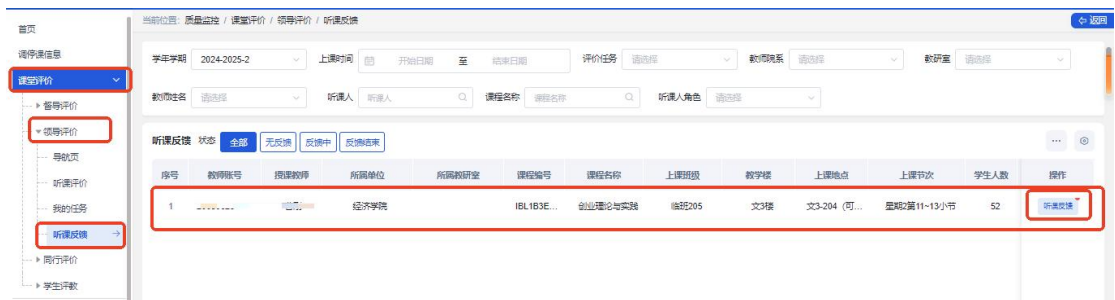 当前位置: 质量监控 / 课堂评价 / 领导评价 / 听课反馈
返回
首页
调停课信息
课堂评价
督导评价
领导评价
导航页
听课评价
我的任务
听课反馈
同行评价
学生评教
学年学期 2024-2025-2 上课时间 开始日期 至 结束日期 评价任务 请选择 教师院系 请选择 教研室 请选择
教师姓名 请选择 听课人 听课人 课程名称 课程名称 听课人角色 请选择
听课反馈 状态 全部 无反馈 反馈中 反馈结束
序号 教师账号 授课教师 所属单位 所属教研室 课程编号 课程名称 上课班级 教学楼 上课地点 上课节次 学生人数 操作
1 经济学院 IBL1B3E... 创业理论与实践 临班205 文3楼 文3-204 (可... 星期2第11~13小节 52 听课反馈